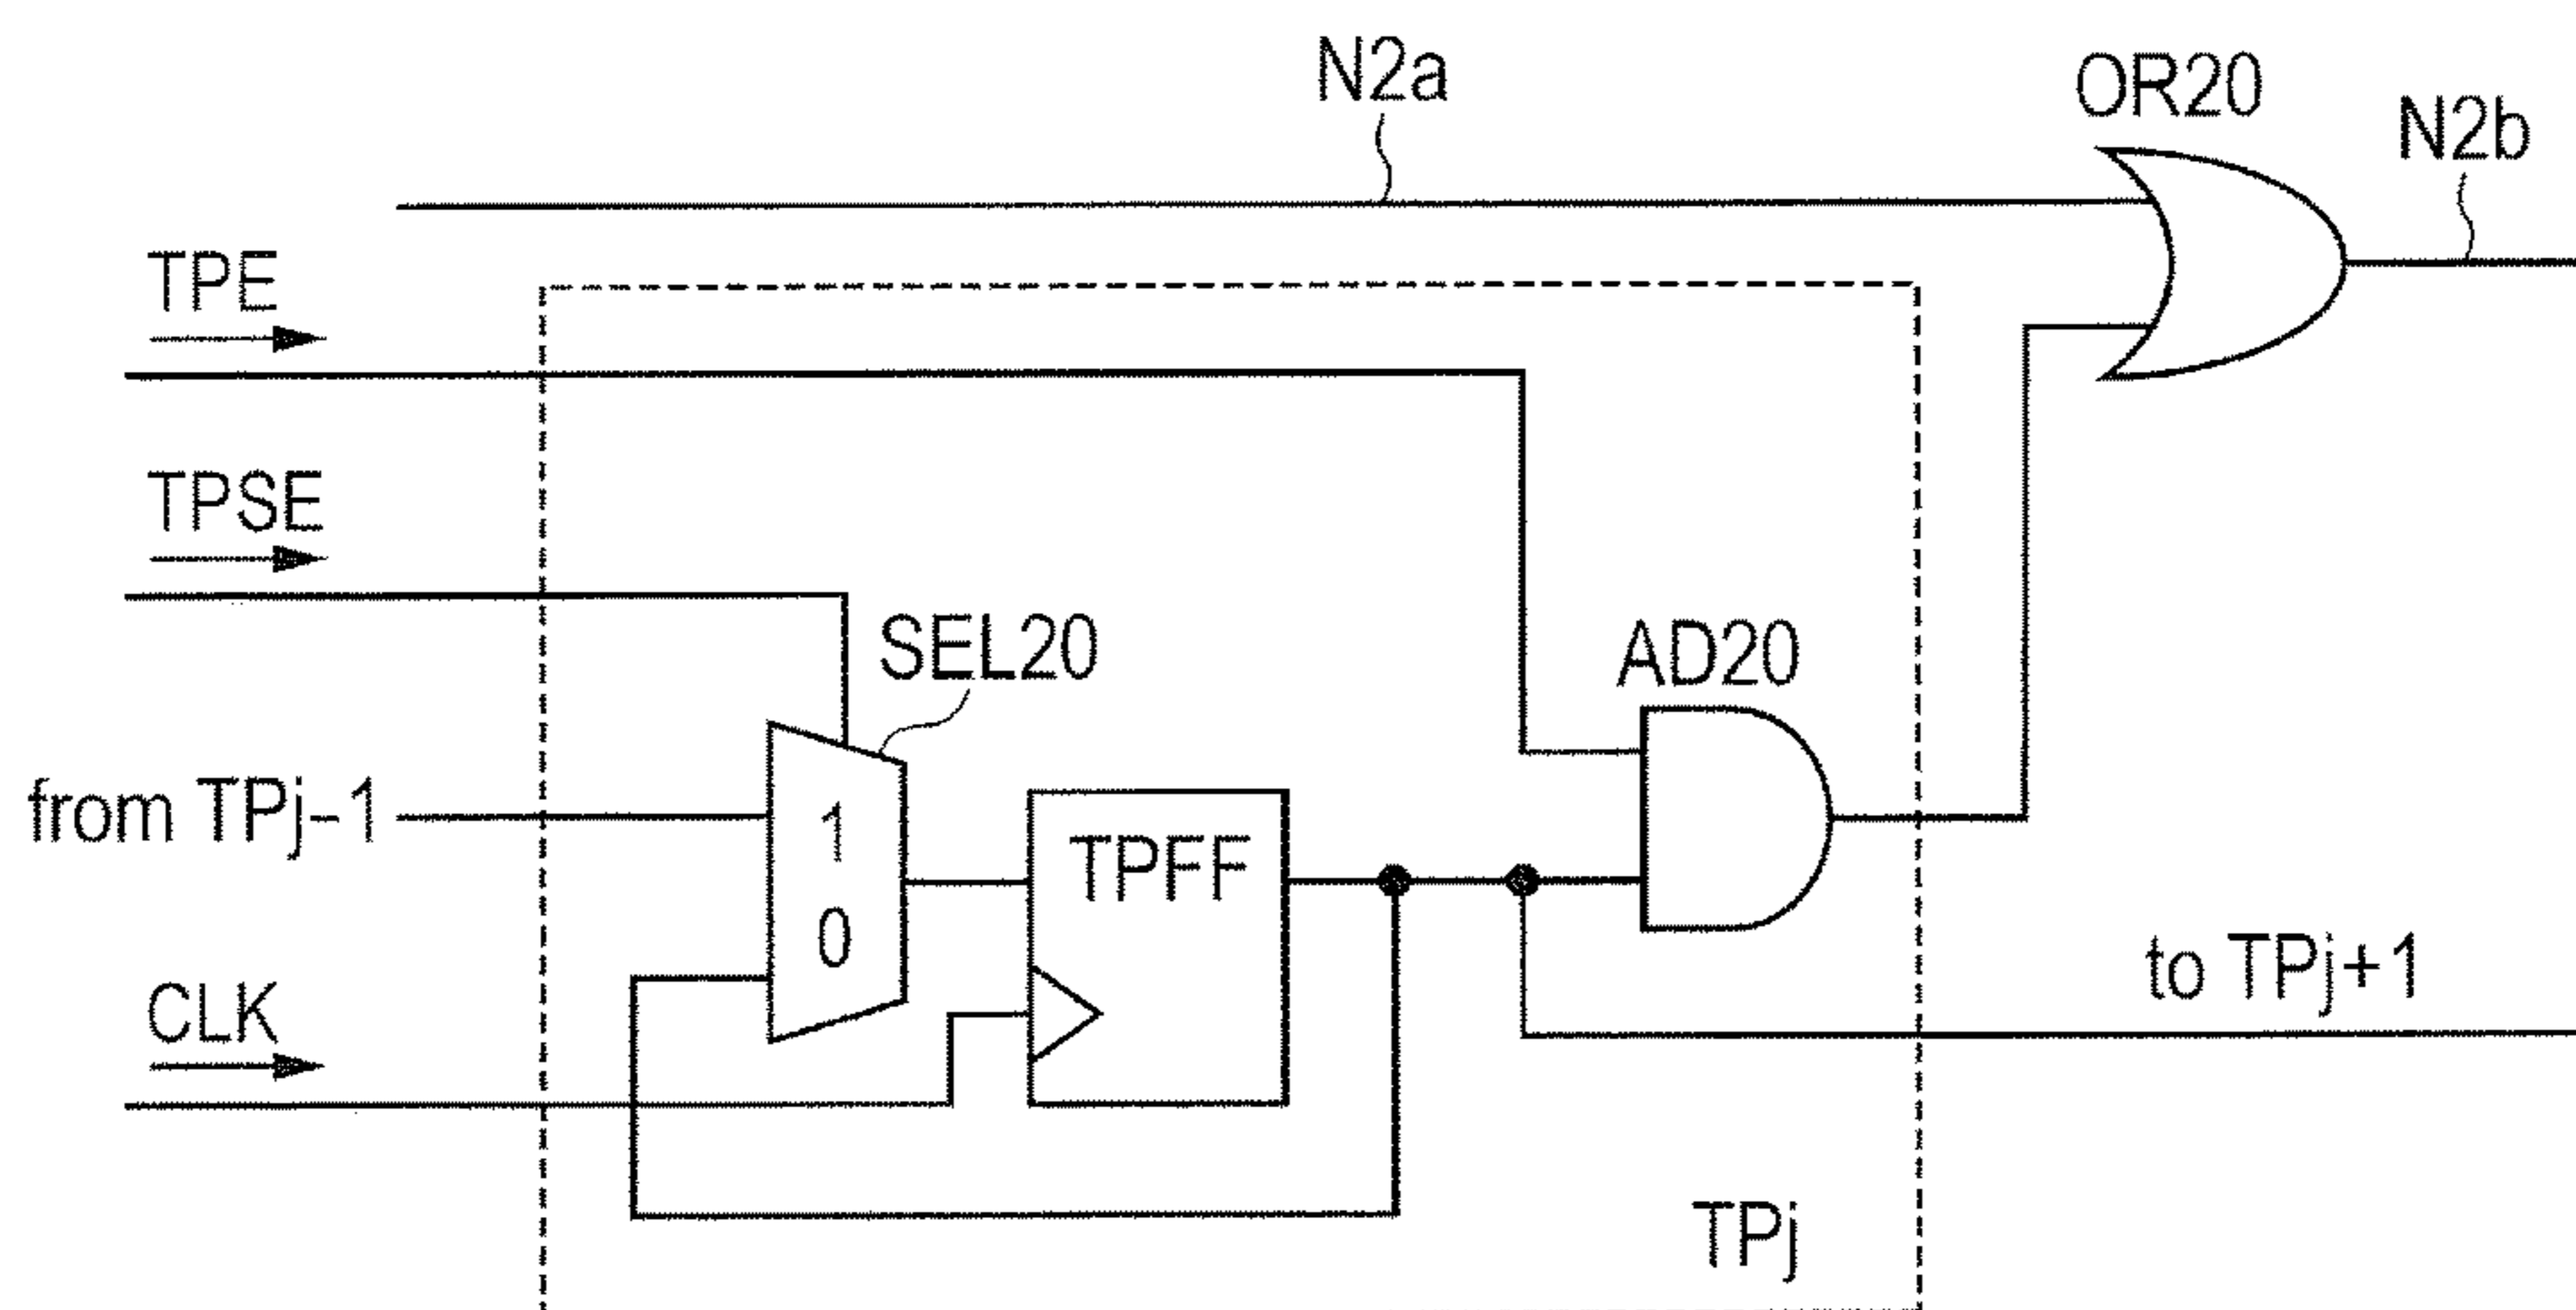 N2a
OR20
N2b
TPE
TPSE
SEL20
AD20
from TPj-1
1
TPFF
0
to TPj+1
CLK
TPj